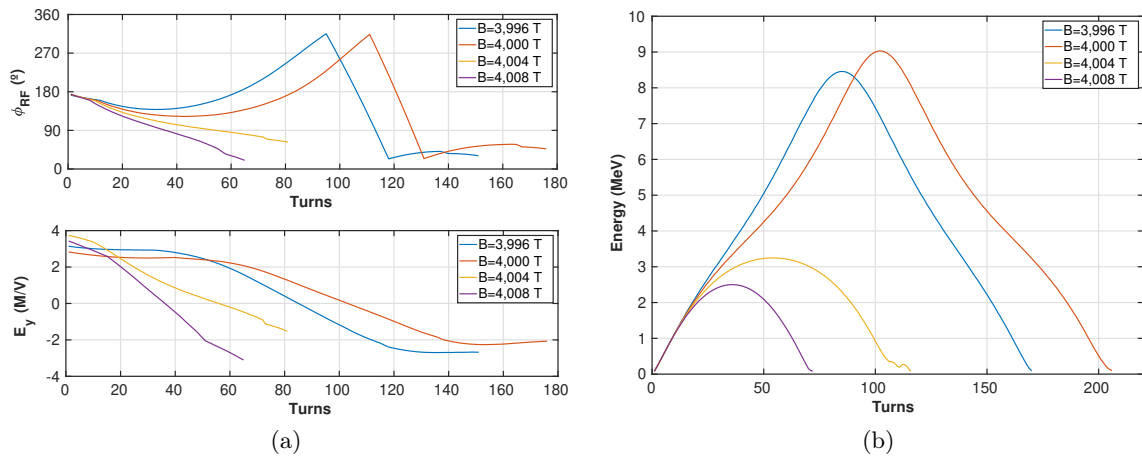 360
270
180
90
0
ϕRF (º)
B=3,996 T
B=4,000 T
B=4,004 T
B=4,008 T
0 20 40 60 80 100 120 140 160 180
Turns
4
2
0
-2
-4
E_y (M/V)
B=3,996 T
B=4,000 T
B=4,004 T
B=4,008 T
0 20 40 60 80 100 120 140 160 180
Turns
(a)
10
9
8
7
6
5
4
3
2
1
0
Energy (MeV)
B=3,996 T
B=4,000 T
B=4,004 T
B=4,008 T
0 50 100 150 200
Turns
(b)